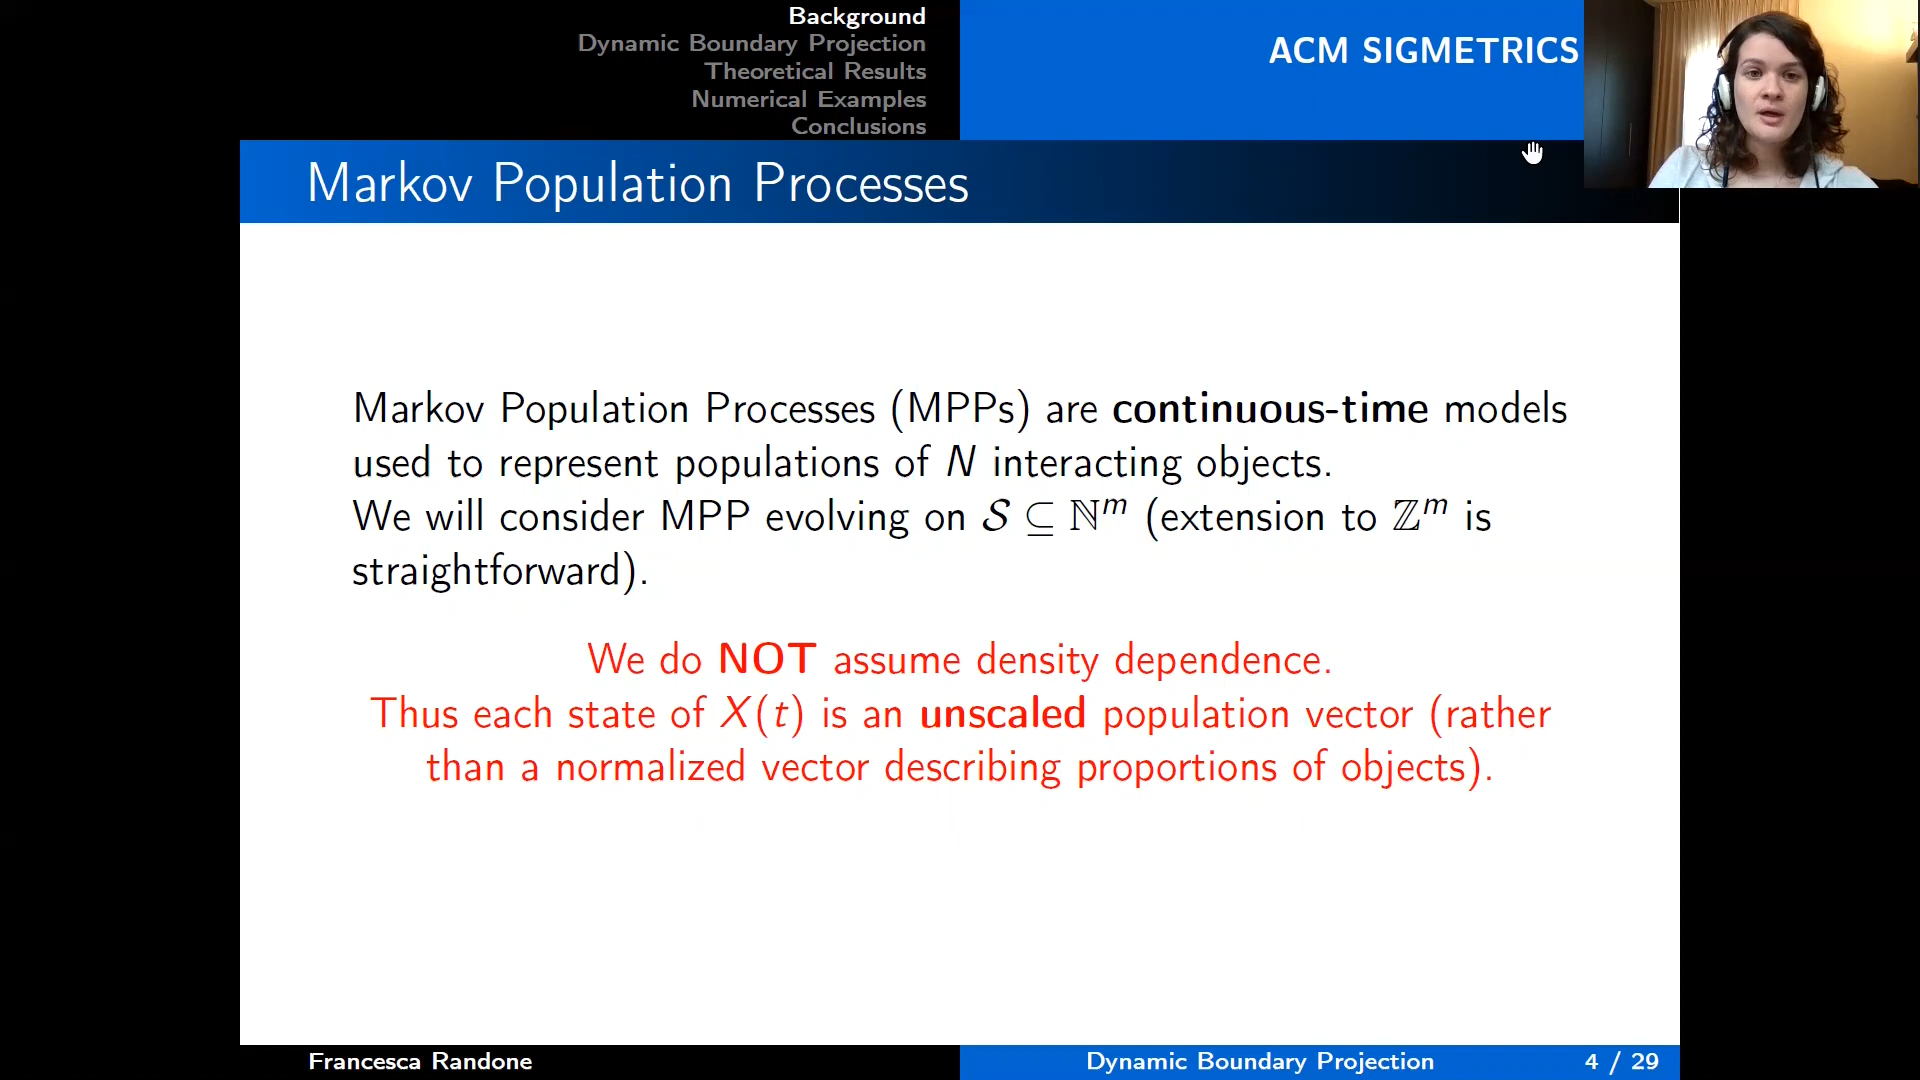 Background
Dynamic Boundary Projection
Theoretical Results
Numerical Examples
Conclusions
ACM SIGMETRICS
Markov Population Processes
Markov Population Processes (MPPs) are continuous-time models
used to represent populations of N interacting objects.
We will consider MPP evolving on 𝒮 ⊆ ℕᵐ (extension to ℤᵐ is
straightforward).
We do NOT assume density dependence.
Thus each state of X(t) is an unscaled population vector (rather
than a normalized vector describing proportions of objects).
Francesca Randone
Dynamic Boundary Projection
4 / 29